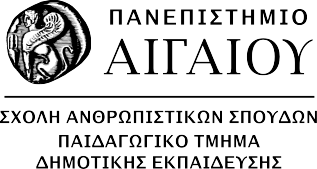 ΠΑΝΕΠΙΣΤΗΜΙΟ
ΑΙΓΑΙΟΥ
ΣΧΟΛΗ ΑΝΘΡΩΠΙΣΤΙΚΩΝ ΣΠΟΥΔΩΝ
ΠΑΙΔΑΓΩΓΙΚΟ ΤΜΗΜΑ
ΔΗΜΟΤΙΚΗΣ ΕΚΠΑΙΔΕΥΣΗΣ